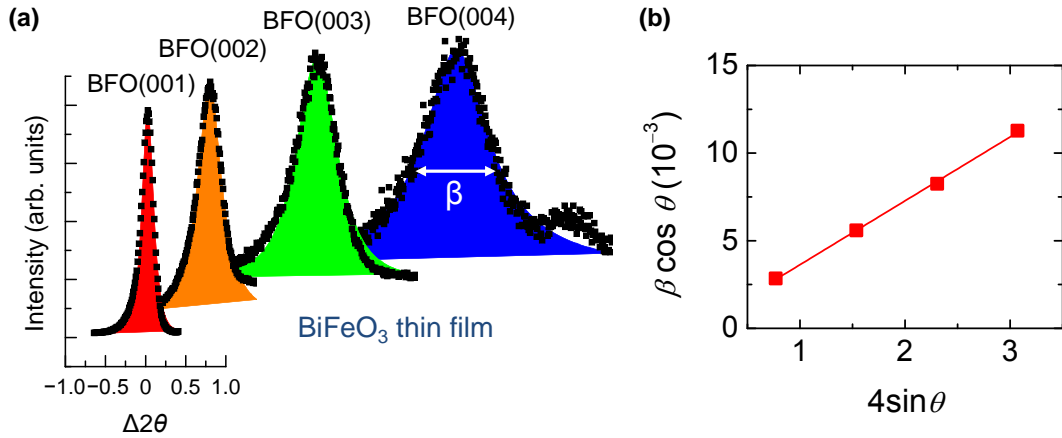 (a)
BFO(001)
BFO(002)
BFO(003)
BFO(004)
Intensity (arb. units)
β
BiFeO₃ thin film
−1.0 −0.5 0 0.5 1.0
Δ2θ
(b)
15
10
5
0
β cos θ (10⁻³)
1 2 3
4sinθ